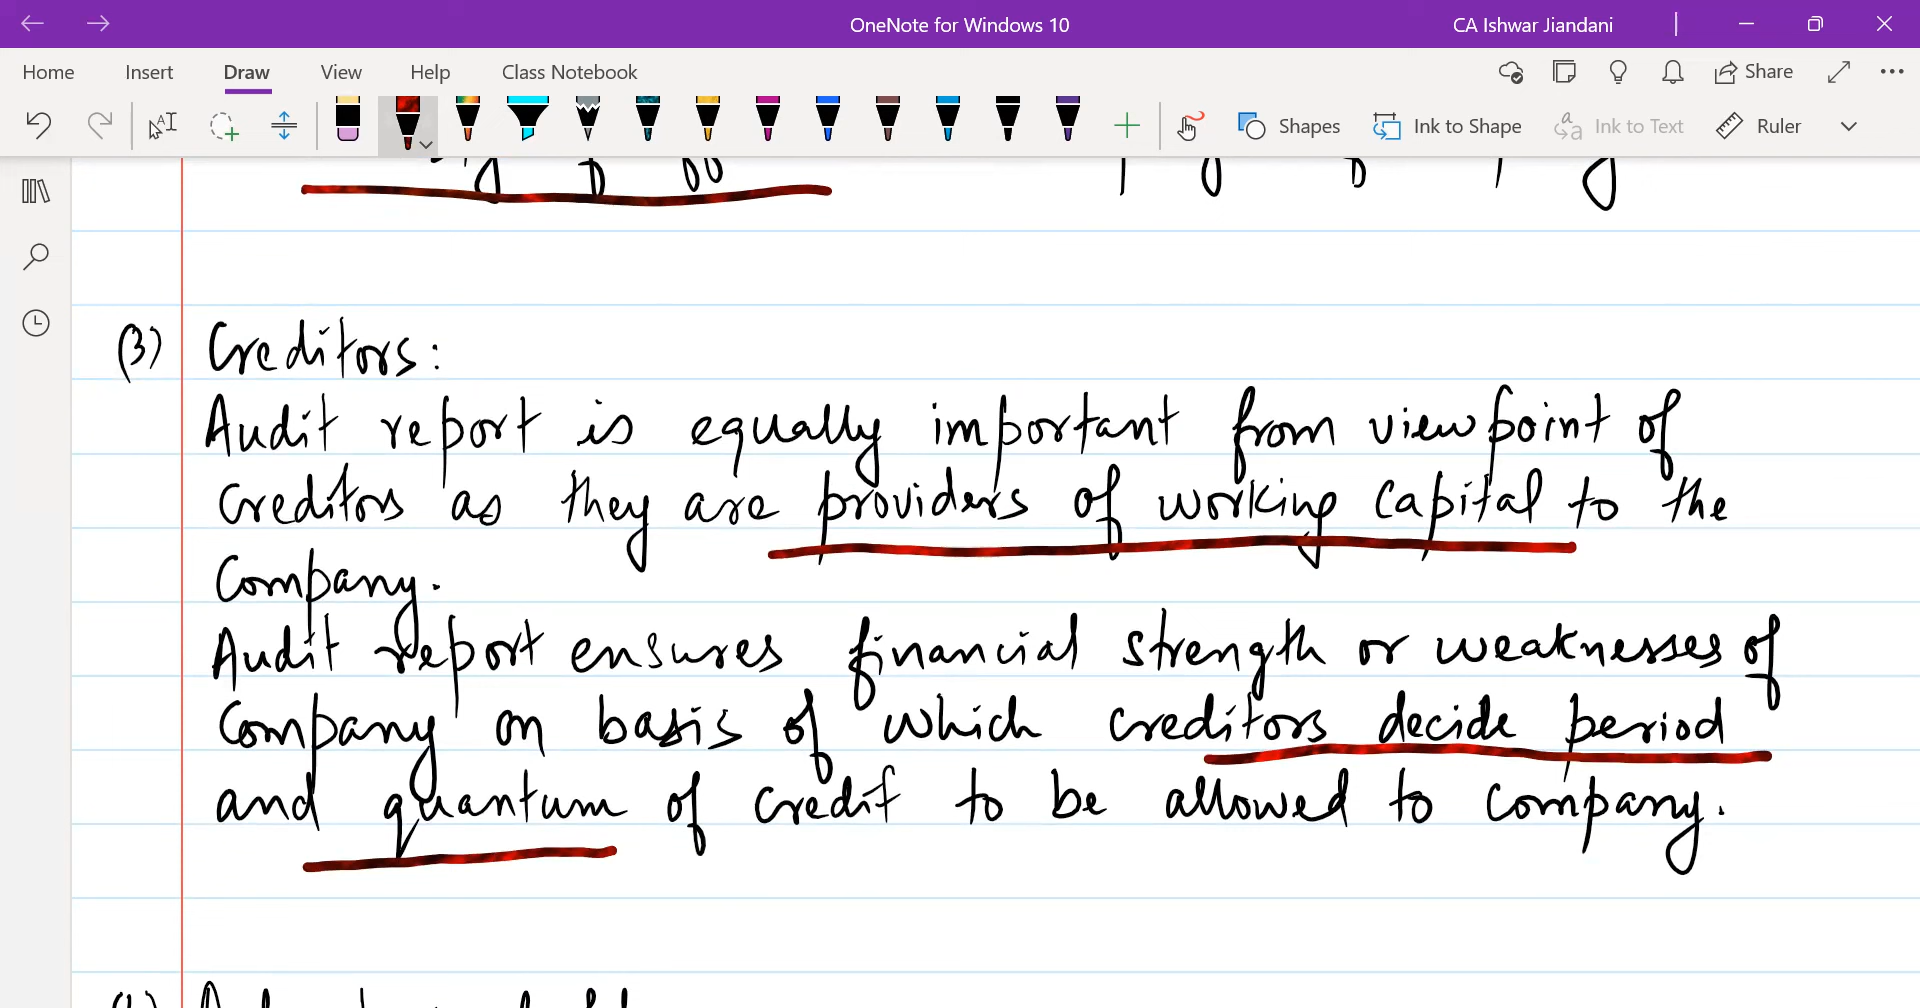 OneNote for Windows 10
CA Ishwar Jiandani
Home Insert Draw View Help Class Notebook
Share
Shapes Ink to Shape Ink to Text Ruler
(3) Creditors:
Audit report is equally important from viewpoint of
creditors as they are providers of working capital to the
company.
Audit report ensures financial strength or weaknesses of
company on basis of which creditors decide period
and quantum of credit to be allowed to company.